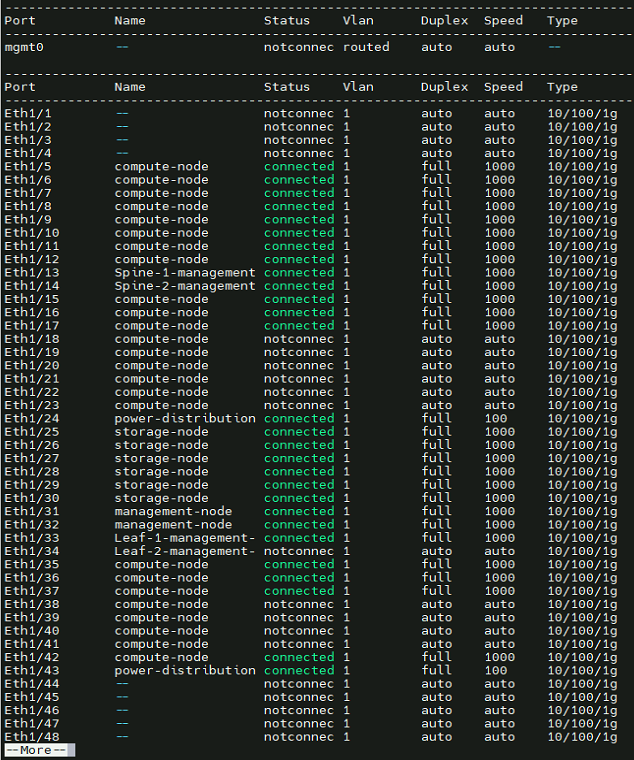 --------------------------------------------------------------------------------
Port          Name               Status    Vlan      Duplex  Speed   Type
--------------------------------------------------------------------------------
mgmt0         --                 notconnec routed    auto    auto    --
--------------------------------------------------------------------------------
Port          Name               Status    Vlan      Duplex  Speed   Type
--------------------------------------------------------------------------------
Eth1/1        --                 notconnec 1         auto    auto    10/100/1g
Eth1/2        --                 notconnec 1         auto    auto    10/100/1g
Eth1/3        --                 notconnec 1         auto    auto    10/100/1g
Eth1/4        --                 notconnec 1         auto    auto    10/100/1g
Eth1/5        compute-node       connected 1         full    1000    10/100/1g
Eth1/6        compute-node       connected 1         full    1000    10/100/1g
Eth1/7        compute-node       connected 1         full    1000    10/100/1g
Eth1/8        compute-node       connected 1         full    1000    10/100/1g
Eth1/9        compute-node       connected 1         full    1000    10/100/1g
Eth1/10       compute-node       connected 1         full    1000    10/100/1g
Eth1/11       compute-node       connected 1         full    1000    10/100/1g
Eth1/12       compute-node       connected 1         full    1000    10/100/1g
Eth1/13       Spine-1-management connected 1         full    1000    10/100/1g
Eth1/14       Spine-2-management connected 1         full    1000    10/100/1g
Eth1/15       compute-node       connected 1         full    1000    10/100/1g
Eth1/16       compute-node       connected 1         full    1000    10/100/1g
Eth1/17       compute-node       connected 1         full    1000    10/100/1g
Eth1/18       compute-node       notconnec 1         auto    auto    10/100/1g
Eth1/19       compute-node       notconnec 1         auto    auto    10/100/1g
Eth1/20       compute-node       notconnec 1         auto    auto    10/100/1g
Eth1/21       compute-node       notconnec 1         auto    auto    10/100/1g
Eth1/22       compute-node       notconnec 1         auto    auto    10/100/1g
Eth1/23       compute-node       notconnec 1         auto    auto    10/100/1g
Eth1/24       power-distribution connected 1         full    100     10/100/1g
Eth1/25       storage-node       connected 1         full    1000    10/100/1g
Eth1/26       storage-node       connected 1         full    1000    10/100/1g
Eth1/27       storage-node       connected 1         full    1000    10/100/1g
Eth1/28       storage-node       connected 1         full    1000    10/100/1g
Eth1/29       storage-node       connected 1         full    1000    10/100/1g
Eth1/30       storage-node       connected 1         full    1000    10/100/1g
Eth1/31       management-node    connected 1         full    1000    10/100/1g
Eth1/32       management-node    connected 1         full    1000    10/100/1g
Eth1/33       Leaf-1-management- connected 1         full    1000    10/100/1g
Eth1/34       Leaf-2-management- notconnec 1         auto    auto    10/100/1g
Eth1/35       compute-node       connected 1         full    1000    10/100/1g
Eth1/36       compute-node       connected 1         full    1000    10/100/1g
Eth1/37       compute-node       connected 1         full    1000    10/100/1g
Eth1/38       compute-node       notconnec 1         auto    auto    10/100/1g
Eth1/39       compute-node       notconnec 1         auto    auto    10/100/1g
Eth1/40       compute-node       notconnec 1         auto    auto    10/100/1g
Eth1/41       compute-node       notconnec 1         auto    auto    10/100/1g
Eth1/42       compute-node       connected 1         full    1000    10/100/1g
Eth1/43       power-distribution connected 1         full    100     10/100/1g
Eth1/44       --                 notconnec 1         auto    auto    10/100/1g
Eth1/45       --                 notconnec 1         auto    auto    10/100/1g
Eth1/46       --                 notconnec 1         auto    auto    10/100/1g
Eth1/47       --                 notconnec 1         auto    auto    10/100/1g
Eth1/48       --                 notconnec 1         auto    auto    10/100/1g
--More--